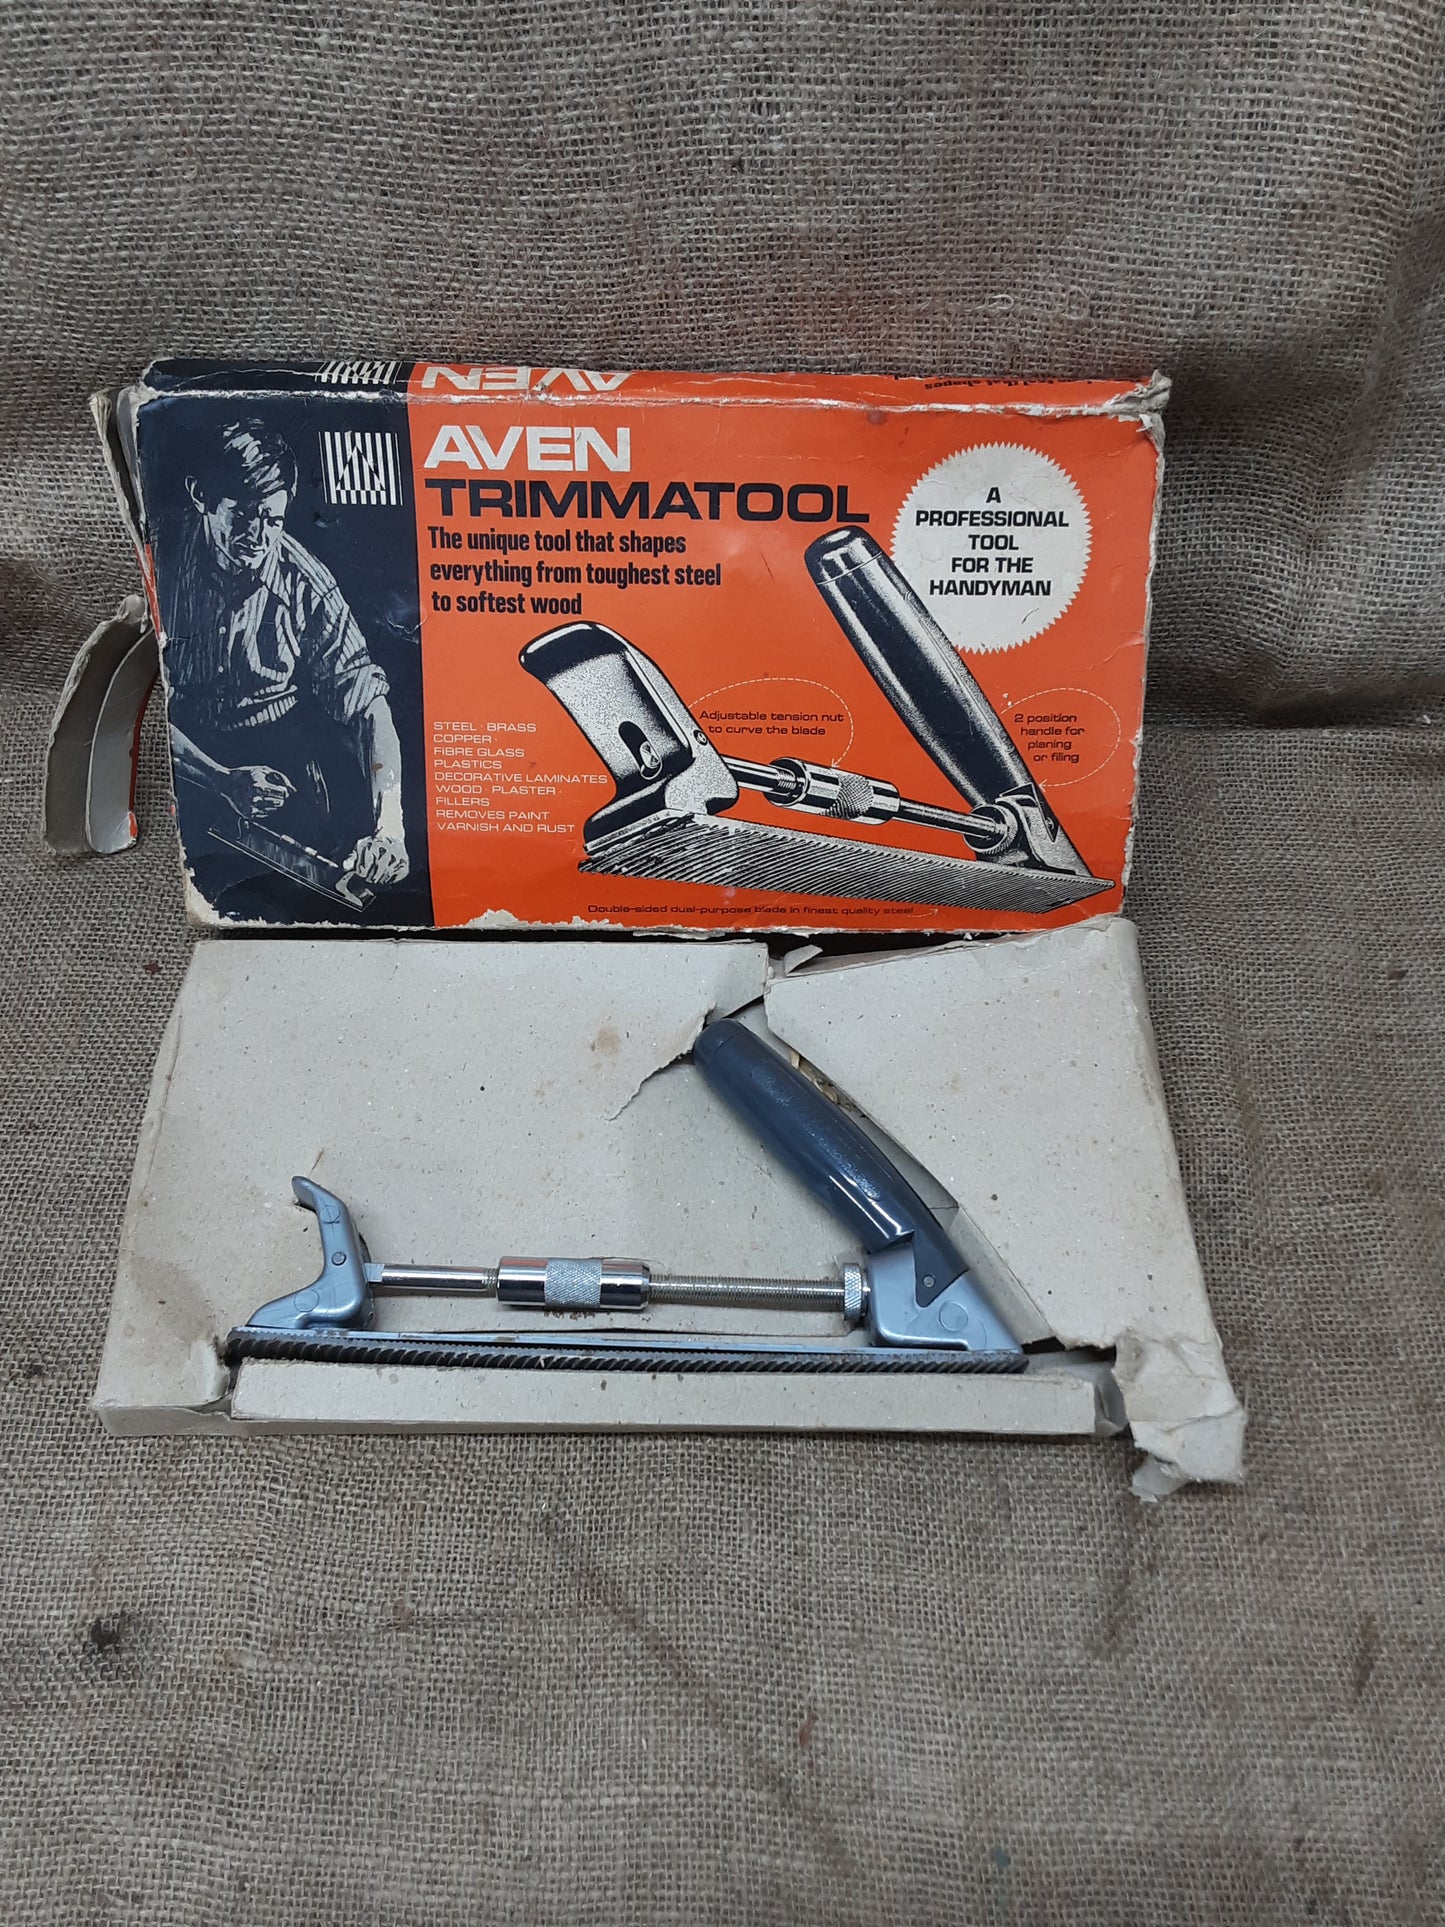 AVEN
AVEN
TRIMMATOOL
The unique tool that shapes
everything from toughest steel
to softest wood
A
PROFESSIONAL
TOOL
FOR THE
HANDYMAN
Adjustable tension nut
to curve the blade
2 position
handle for
planing
or filing
STEEL · BRASS
COPPER ·
FIBRE GLASS
PLASTICS
DECORATIVE LAMINATES
WOOD · PLASTER ·
FILLERS
REMOVES PAINT
VARNISH AND RUST
Double-sided dual-purpose blade in finest quality steel